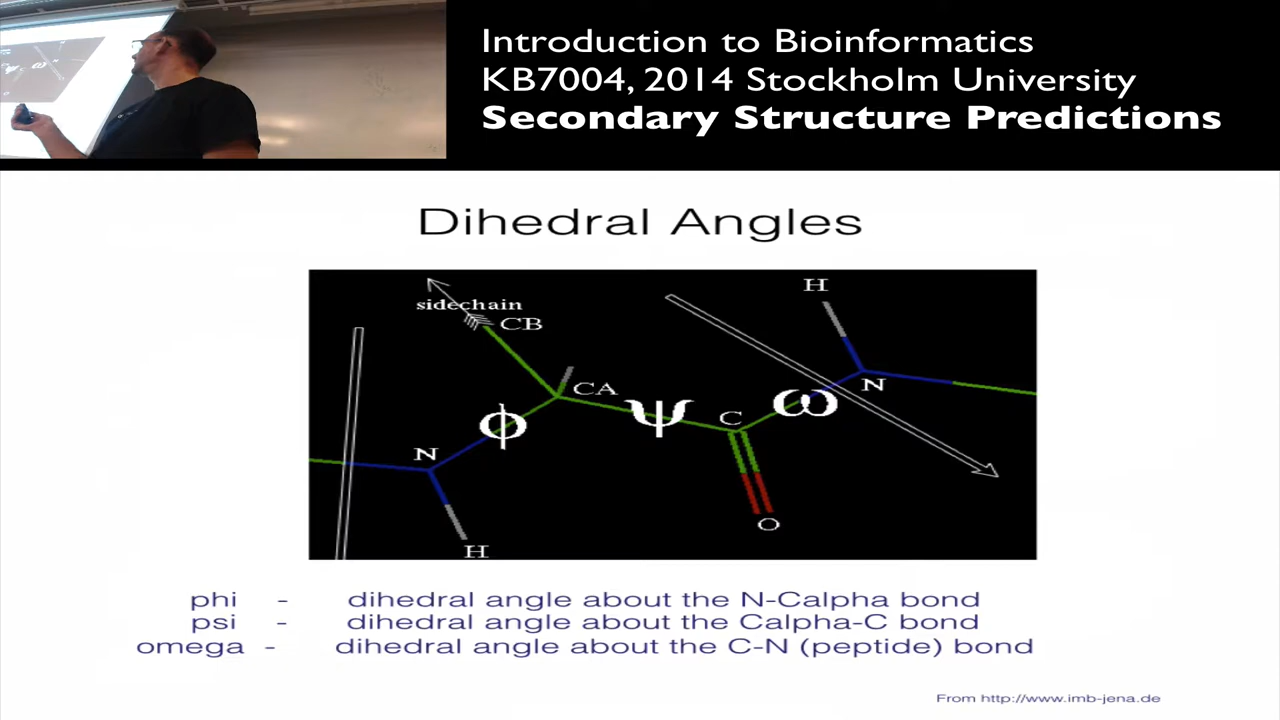 Introduction to Bioinformatics
KB7004, 2014 Stockholm University
Secondary Structure Predictions
Dihedral Angles
H
sidechain
CB
CA
N
ϕ
ψ
C
ω
N
O
H
phi - dihedral angle about the N-Calpha bond
psi - dihedral angle about the Calpha-C bond
omega - dihedral angle about the C-N (peptide) bond
From http://www.imb-jena.de